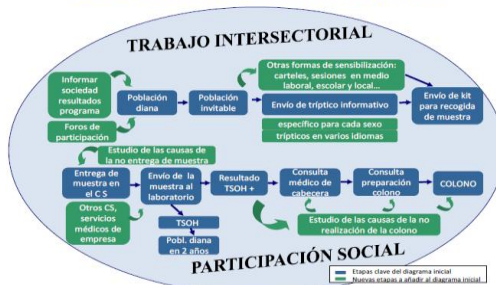 TRABAJO INTERSECTORIAL
Informar
sociedad
resultados
programa
Foros de
participación
Población
diana
Población
invitable
Otras formas de sensibilización:
carteles, sesiones en medio
laboral, escolar y local...
Envío de tríptico informativo
específico para cada sexo
trípticos en varios idiomas
Envío de kit
para recogida
de muestra
Estudio de las causas de
la no entrega de muestra
Entrega de
muestra en
el C S
Otros CS, servicios
médicos de
empresa
Envío de la
muestra al
laboratorio
TSOH
Pobl. diana
en 2 años
Resultado
TSOH +
Consulta
médico de
cabecera
Consulta
preparación
colono
COLONO
Estudio de las causas de la no
realización de la colono
PARTICIPACIÓN SOCIAL
Etapas clave del diagrama inicial
Nuevas etapas a añadir al diagrama inicial